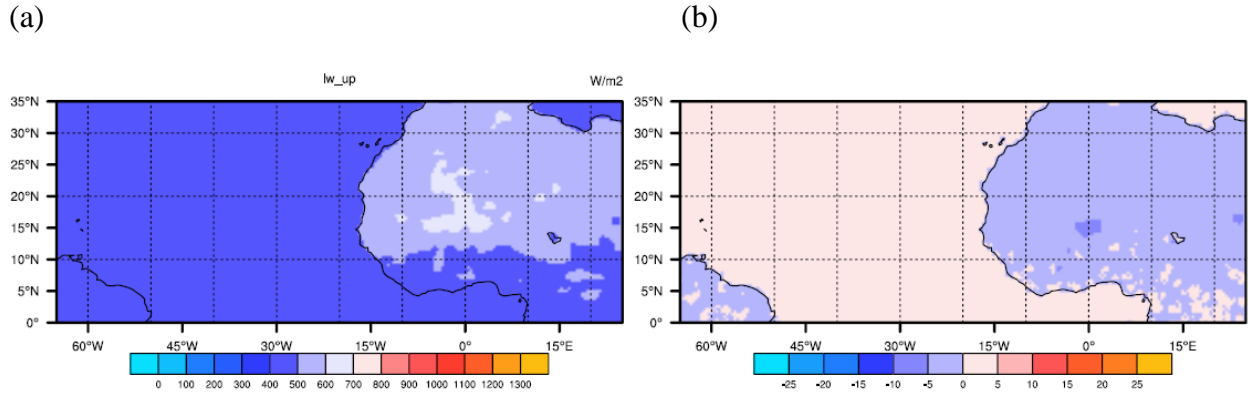 (a) (b)
lw_up W/m2
35°N 35°N
30°N 30°N
25°N 25°N
20°N 20°N
15°N 15°N
10°N 10°N
5°N 5°N
0° 0°
60°W 45°W 30°W 15°W 0° 15°E 60°W 45°W 30°W 15°W 0° 15°E
0 100 200 300 400 500 600 700 800 900 1000 1100 1200 1300 -25 -20 -15 -10 -5 0 5 10 15 20 25